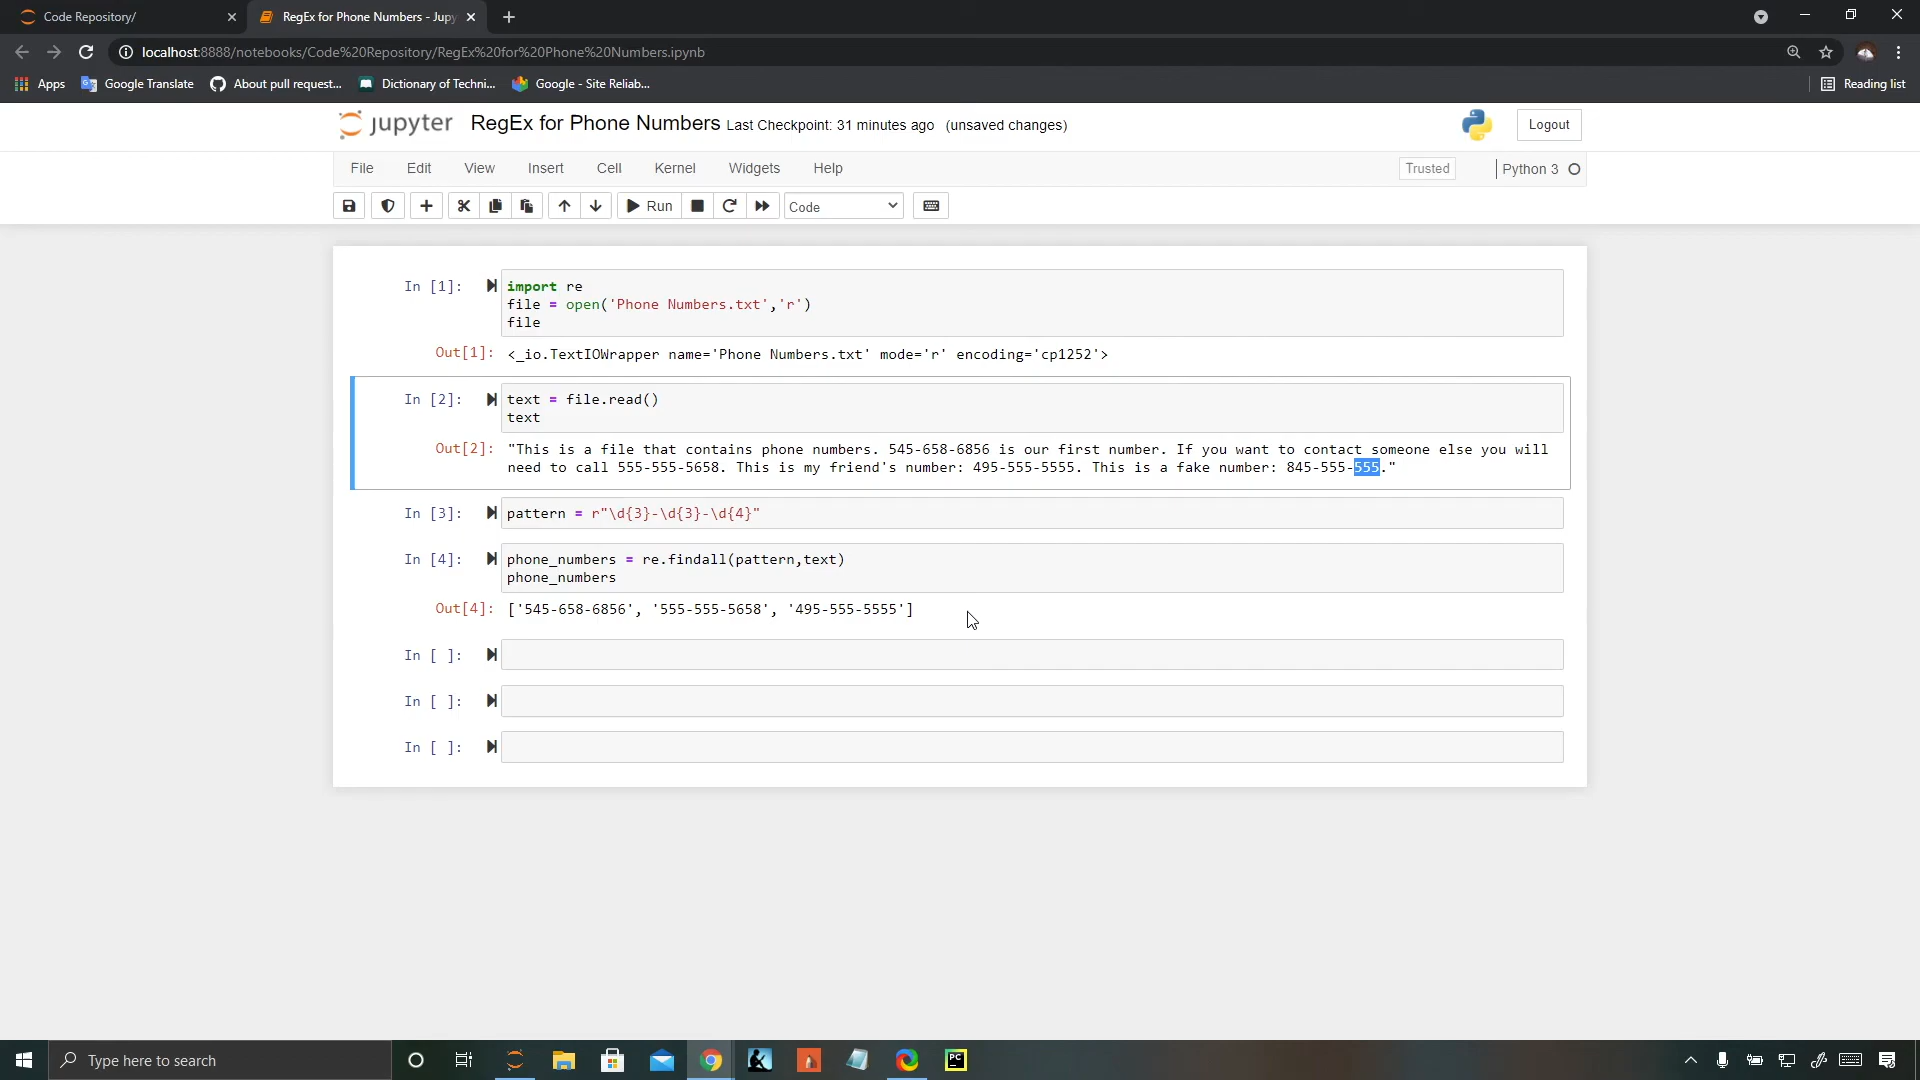 Code Repository/
RegEx for Phone Numbers - Jupy
localhost:8888/notebooks/Code%20Repository/RegEx%20for%20Phone%20Numbers.ipynb
Apps
Google Translate
About pull request...
Dictionary of Techni...
Google - Site Reliab...
Reading list
jupyter
RegEx for Phone Numbers Last Checkpoint: 31 minutes ago (unsaved changes)
Logout
File Edit View Insert Cell Kernel Widgets Help
Trusted
Python 3
Run
Code
In [1]:
import re
file = open('Phone Numbers.txt','r')
file
Out[1]: <_io.TextIOWrapper name='Phone Numbers.txt' mode='r' encoding='cp1252'>
In [2]:
text = file.read()
text
Out[2]: "This is a file that contains phone numbers. 545-658-6856 is our first number. If you want to contact someone else you will
need to call 555-555-5658. This is my friend's number: 495-555-5555. This is a fake number: 845-555-555."
In [3]: pattern = r"\d{3}-\d{3}-\d{4}"
In [4]:
phone_numbers = re.findall(pattern,text)
phone_numbers
Out[4]: ['545-658-6856', '555-555-5658', '495-555-5555']
In [ ]:
In [ ]:
In [ ]:
Type here to search
PC